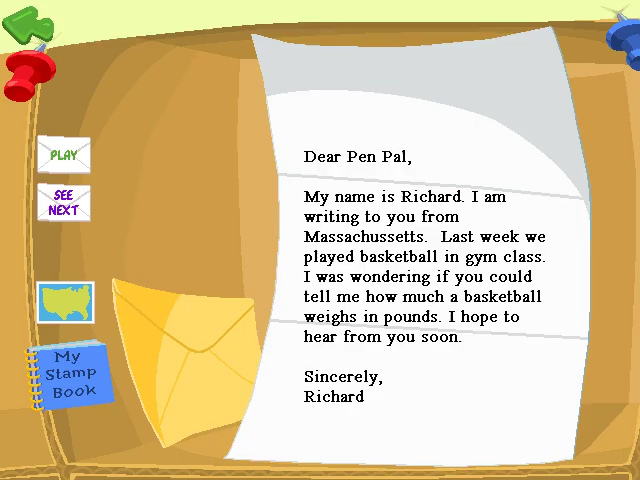 PLAY
SEE
NEXT
My
Stamp
Book
Dear Pen Pal,
My name is Richard. I am
writing to you from
Massachussetts.  Last week we
played basketball in gym class.
I was wondering if you could
tell me how much a basketball
weighs in pounds. I hope to
hear from you soon.
Sincerely,
Richard